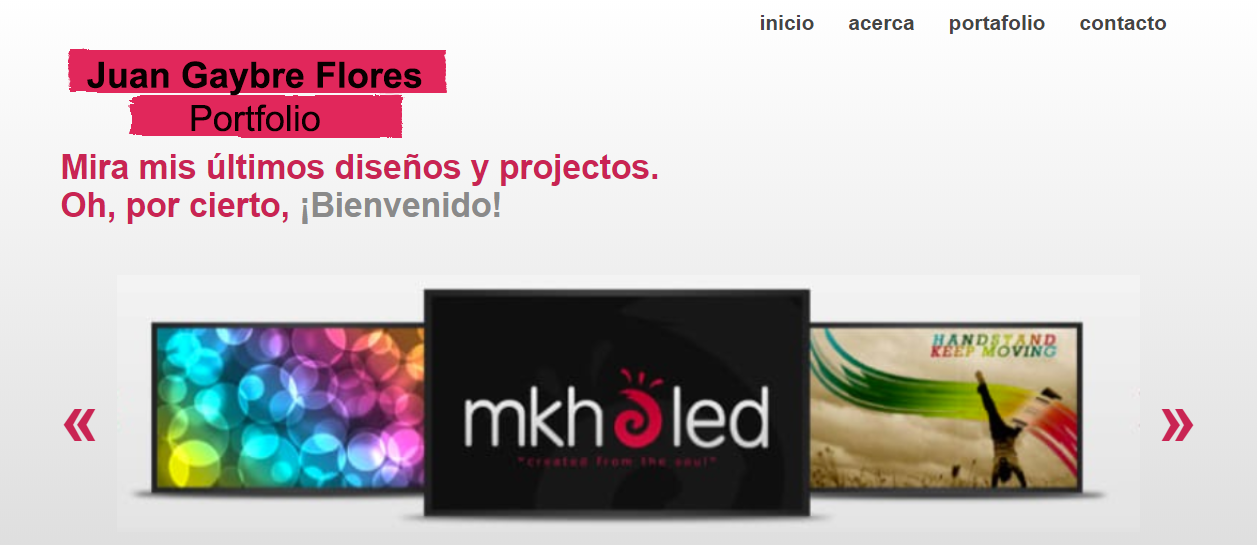 inicio acerca portafolio contacto
Juan Gaybre Flores
Portfolio
Mira mis últimos diseños y projectos.
Oh, por cierto, ¡Bienvenido!
HANDSTAND
KEEP MOVING
mkhaled
"created from the soul"
« »